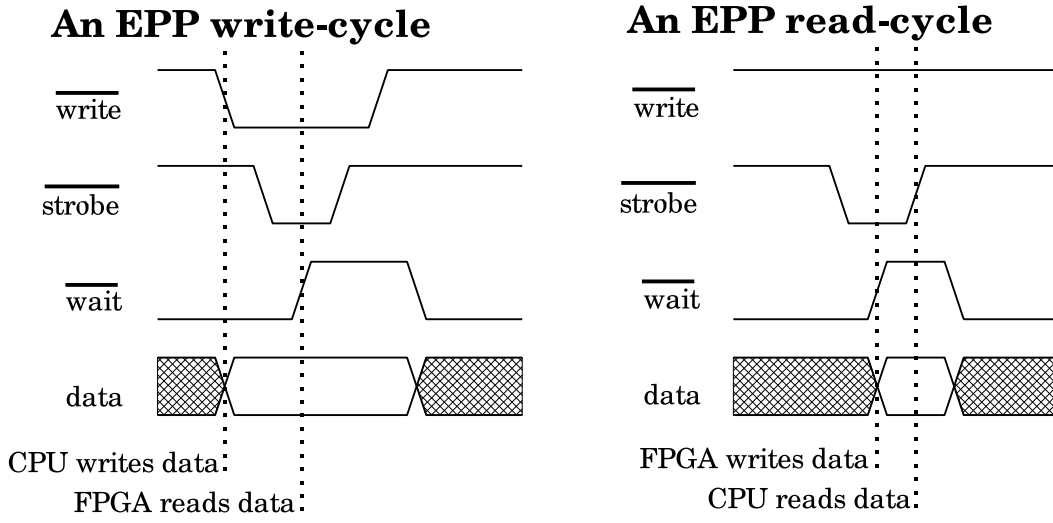 An EPP write-cycle
write
strobe
wait
data
CPU writes data
FPGA reads data
An EPP read-cycle
write
strobe
wait
data
FPGA writes data
CPU reads data